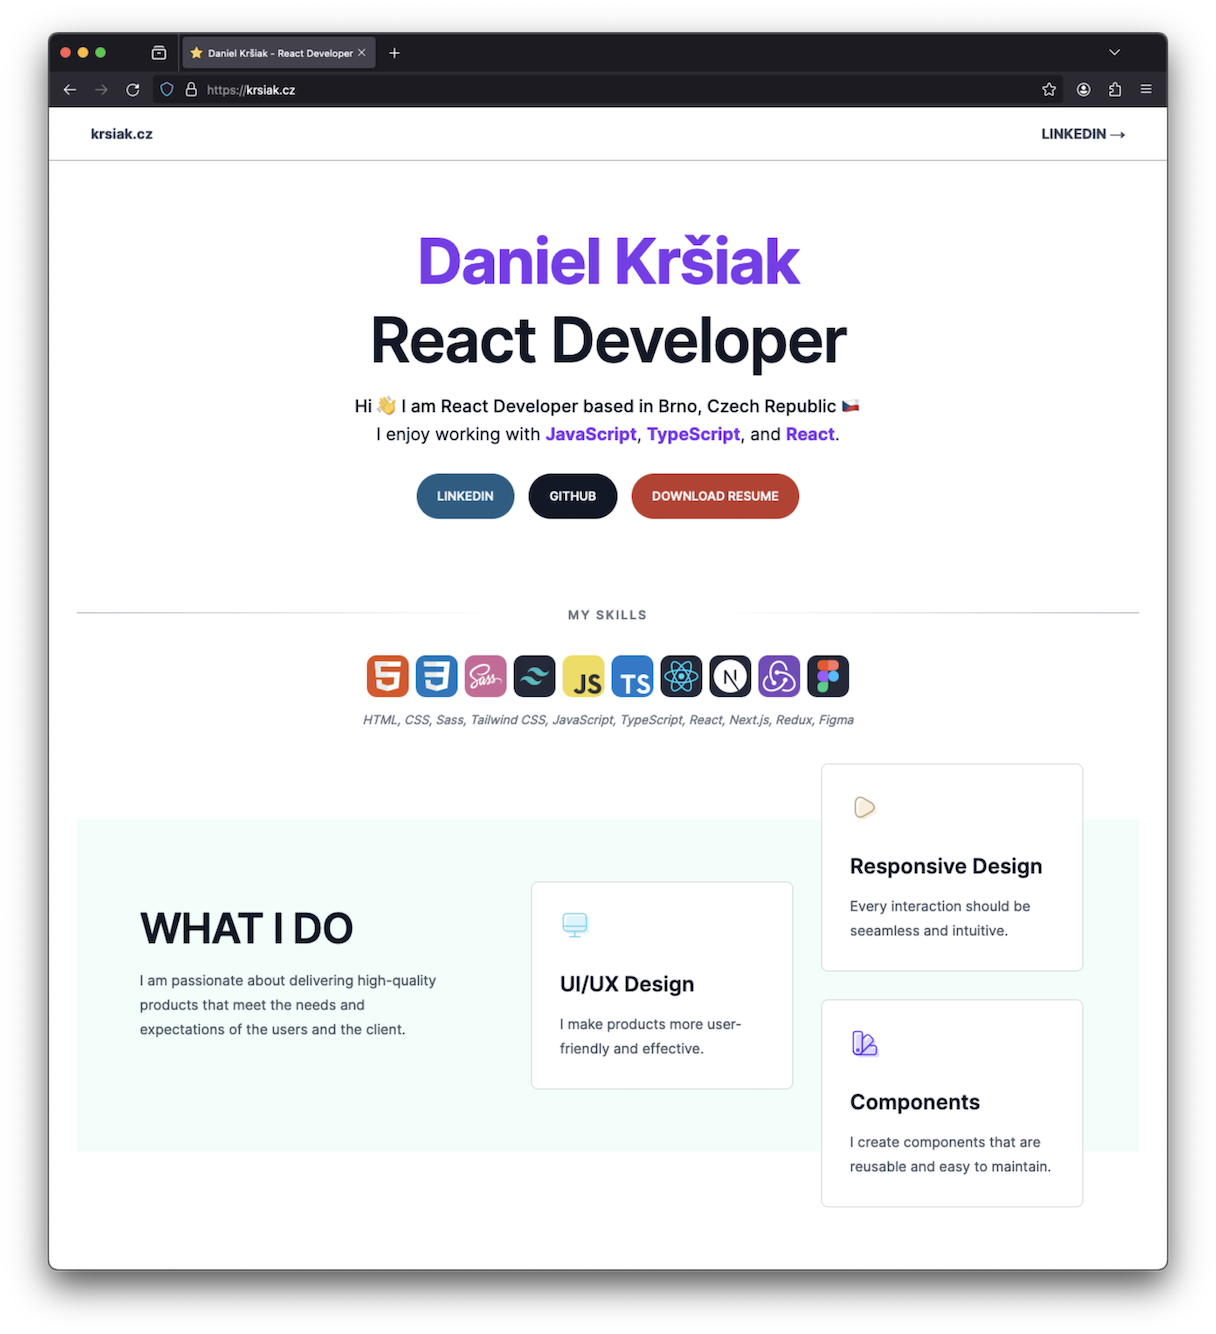 Daniel Kršiak - React Developer
https://krsiak.cz
krsiak.cz
LINKEDIN →
Daniel Kršiak
React Developer
Hi 👋 I am React Developer based in Brno, Czech Republic 🇨🇿
I enjoy working with JavaScript, TypeScript, and React.
LINKEDIN
GITHUB
DOWNLOAD RESUME
MY SKILLS
Sass
JS
TS
N
HTML, CSS, Sass, Tailwind CSS, JavaScript, TypeScript, React, Next.js, Redux, Figma
WHAT I DO
I am passionate about delivering high-quality
products that meet the needs and
expectations of the users and the client.
UI/UX Design
I make products more user-
friendly and effective.
Responsive Design
Every interaction should be
seeamless and intuitive.
Components
I create components that are
reusable and easy to maintain.